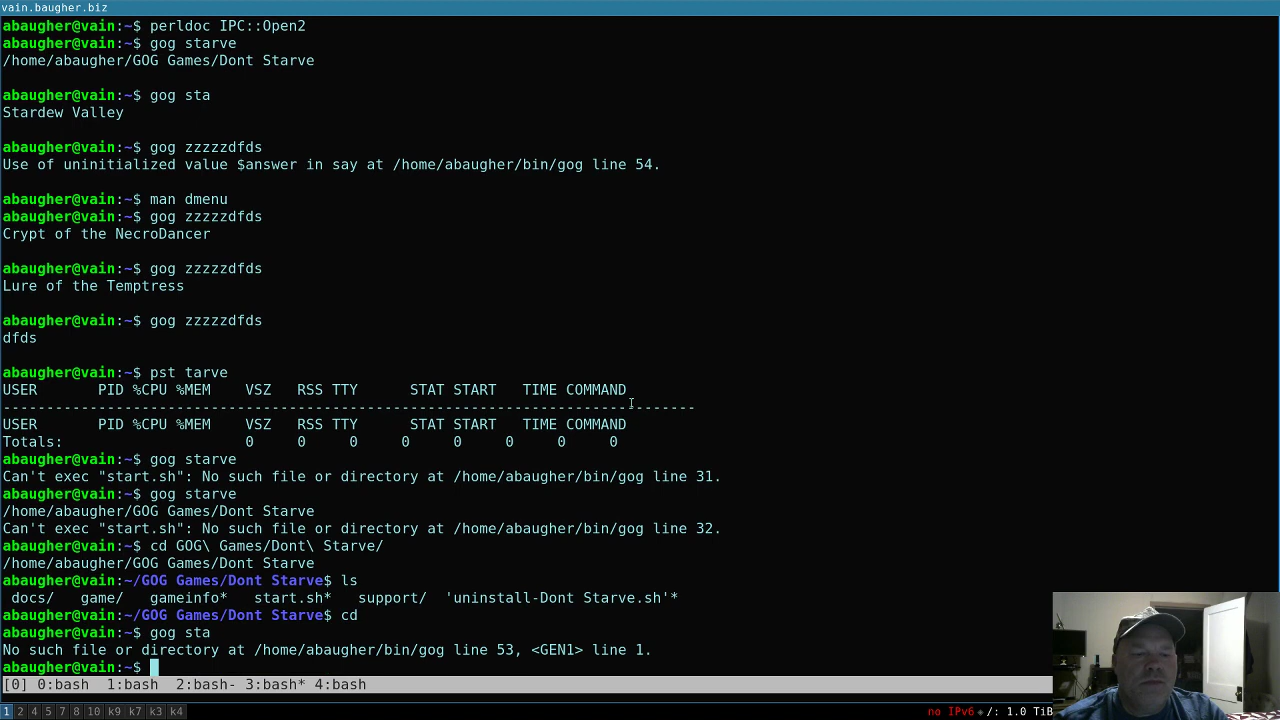 vain.baugher.biz
abaugher@vain:~$ perldoc IPC::Open2
abaugher@vain:~$ gog starve
/home/abaugher/GOG Games/Dont Starve
abaugher@vain:~$ gog sta
Stardew Valley
abaugher@vain:~$ gog zzzzzdfds
Use of uninitialized value $answer in say at /home/abaugher/bin/gog line 54.
abaugher@vain:~$ man dmenu
abaugher@vain:~$ gog zzzzzdfds
Crypt of the NecroDancer
abaugher@vain:~$ gog zzzzzdfds
Lure of the Temptress
abaugher@vain:~$ gog zzzzzdfds
dfds
abaugher@vain:~$ pst tarve
USER PID %CPU %MEM VSZ RSS TTY STAT START TIME COMMAND
--------------------------------------------------------------------------------
USER PID %CPU %MEM VSZ RSS TTY STAT START TIME COMMAND
Totals: 0 0 0 0 0 0 0 0
abaugher@vain:~$ gog starve
Can't exec "start.sh": No such file or directory at /home/abaugher/bin/gog line 31.
abaugher@vain:~$ gog starve
/home/abaugher/GOG Games/Dont Starve
Can't exec "start.sh": No such file or directory at /home/abaugher/bin/gog line 32.
abaugher@vain:~$ cd GOG\ Games/Dont\ Starve/
/home/abaugher/GOG Games/Dont Starve
abaugher@vain:~/GOG Games/Dont Starve$ ls
docs/ game/ gameinfo* start.sh* support/ 'uninstall-Dont Starve.sh'*
abaugher@vain:~/GOG Games/Dont Starve$ cd
abaugher@vain:~$ gog sta
No such file or directory at /home/abaugher/bin/gog line 53, <GEN1> line 1.
abaugher@vain:~$
[0] 0:bash 1:bash 2:bash- 3:bash* 4:bash
1 2 4 5 7 8 10 k9 k7 k3 k4 no IPv6 * /: 1.0 TiB